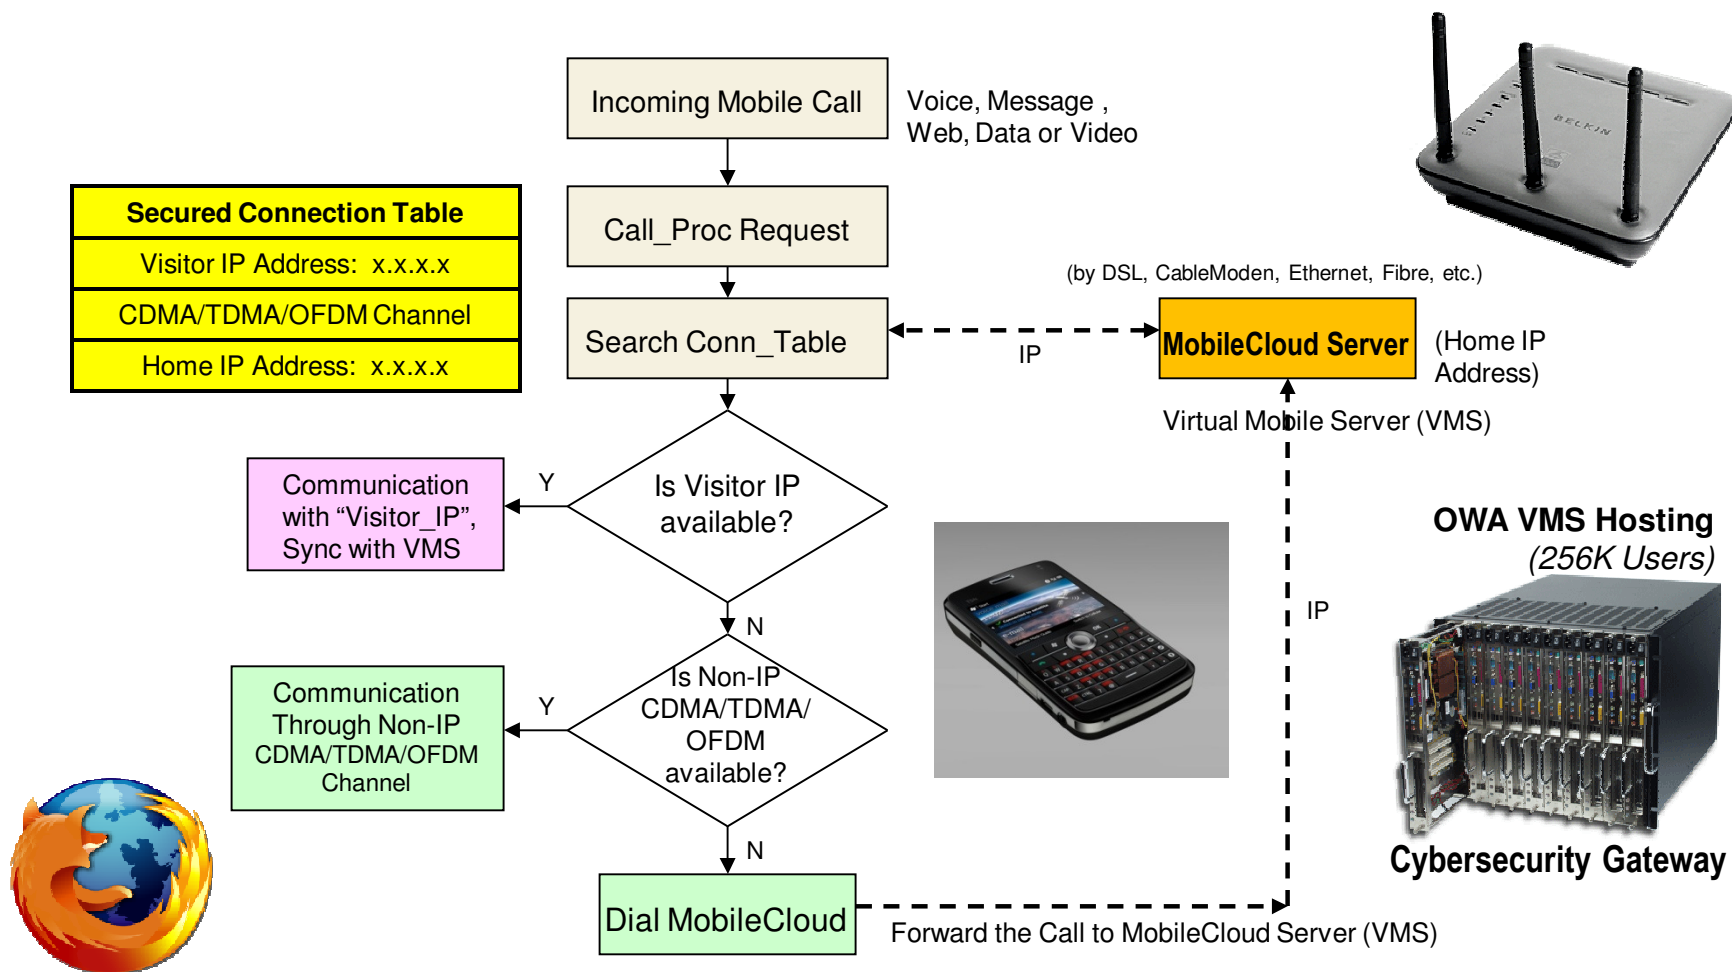 Incoming Mobile Call
Voice, Message ,
Web, Data or Video
BELKIN
Call_Proc Request
Secured Connection Table
Visitor IP Address:  x.x.x.x
CDMA/TDMA/OFDM Channel
Home IP Address:  x.x.x.x
(by DSL, CableModen, Ethernet, Fibre, etc.)
Search Conn_Table
IP
MobileCloud Server
(Home IP
Address)
Virtual Mobile Server (VMS)
Is Visitor IP
available?
Y
Communication
with “Visitor_IP”,
Sync with VMS
N
OWA VMS Hosting
(256K Users)
IP
Is Non-IP
CDMA/TDMA/
OFDM
available?
Y
Communication
Through Non-IP
CDMA/TDMA/OFDM
Channel
N
Cybersecurity Gateway
Dial MobileCloud
Forward the Call to MobileCloud Server (VMS)